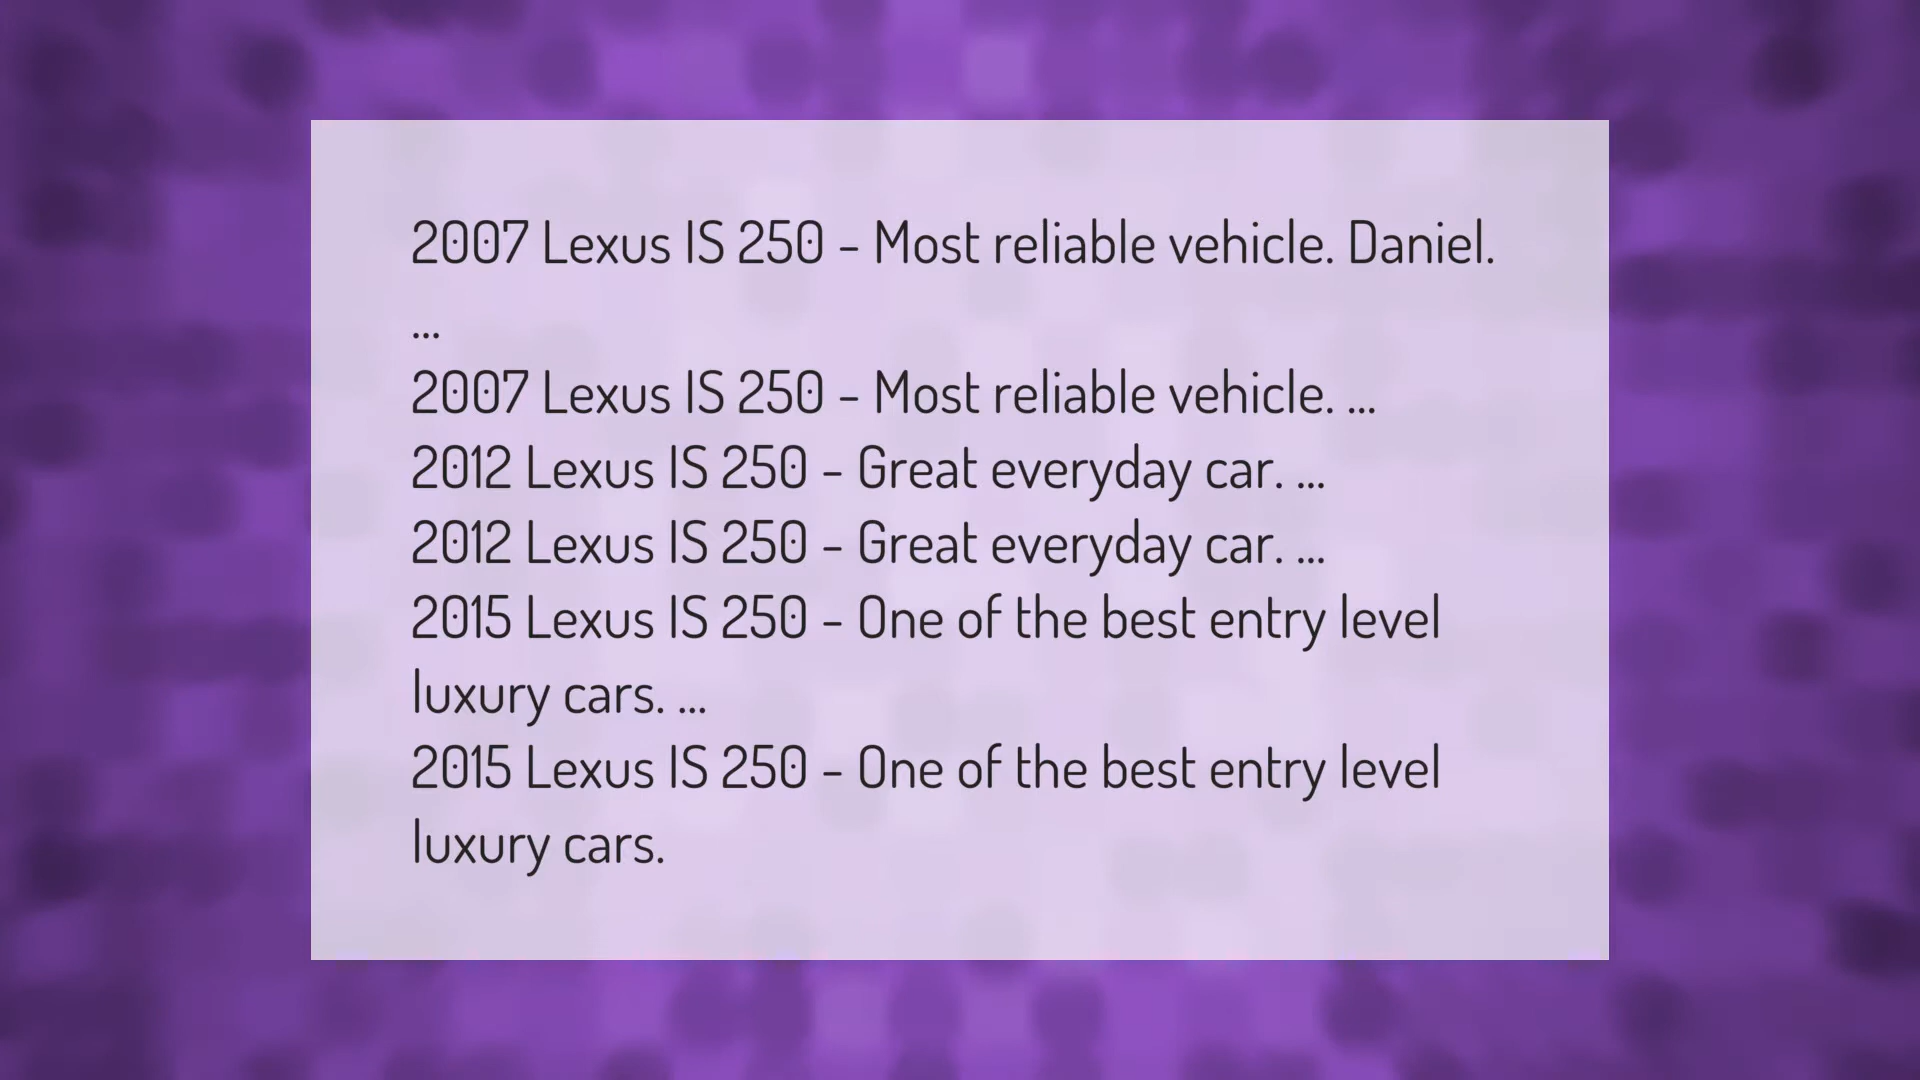 2007 Lexus IS 250 - Most reliable vehicle. Daniel.
...
2007 Lexus IS 250 - Most reliable vehicle. ...
2012 Lexus IS 250 - Great everyday car. ...
2012 Lexus IS 250 - Great everyday car. ...
2015 Lexus IS 250 - One of the best entry level
luxury cars. ...
2015 Lexus IS 250 - One of the best entry level
luxury cars.